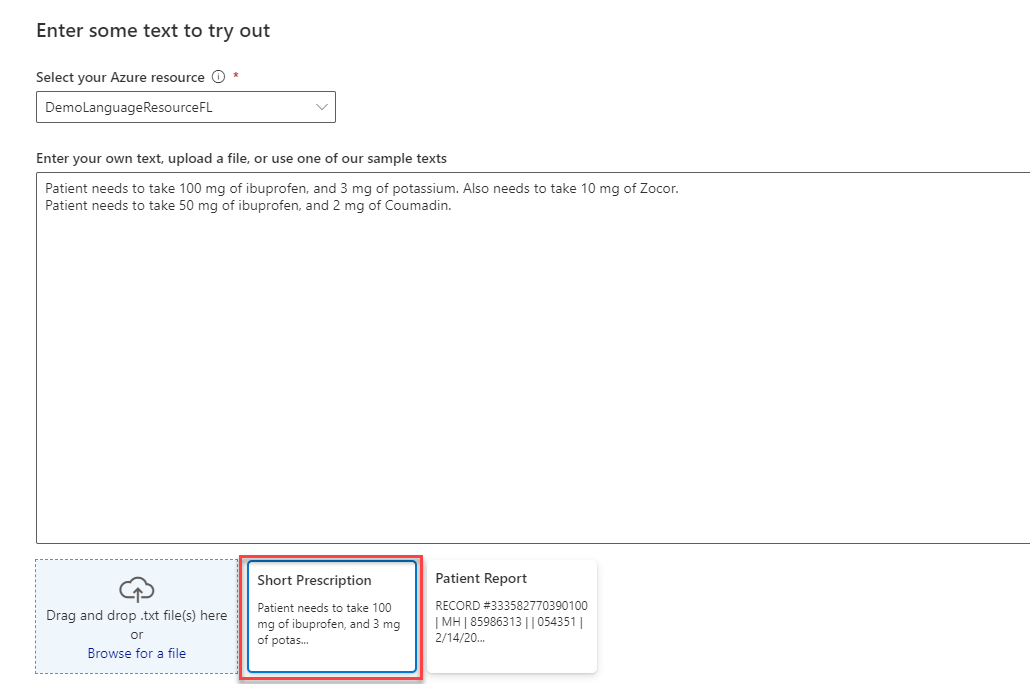 Enter some text to try out
Select your Azure resource ⓘ *
DemoLanguageResourceFL
Enter your own text, upload a file, or use one of our sample texts
Patient needs to take 100 mg of ibuprofen, and 3 mg of potassium. Also needs to take 10 mg of Zocor.
Patient needs to take 50 mg of ibuprofen, and 2 mg of Coumadin.
Drag and drop .txt file(s) here
or
Browse for a file
Short Prescription
Patient needs to take 100
mg of ibuprofen, and 3 mg
of potas...
Patient Report
RECORD #333582770390100
| MH | 85986313 | | 054351 |
2/14/20...